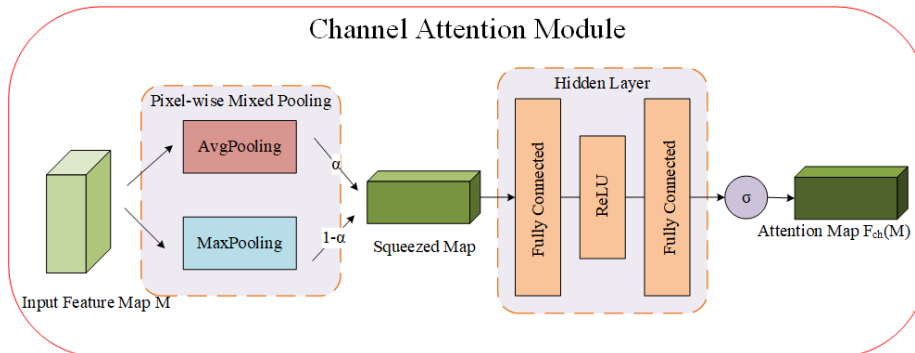 Channel Attention Module
Pixel-wise Mixed Pooling
Hidden Layer
AvgPooling
α
MaxPooling
1-α
Input Feature Map M
Squeezed Map
Fully Connected
ReLU
Fully Connected
σ
Attention Map Fch(M)